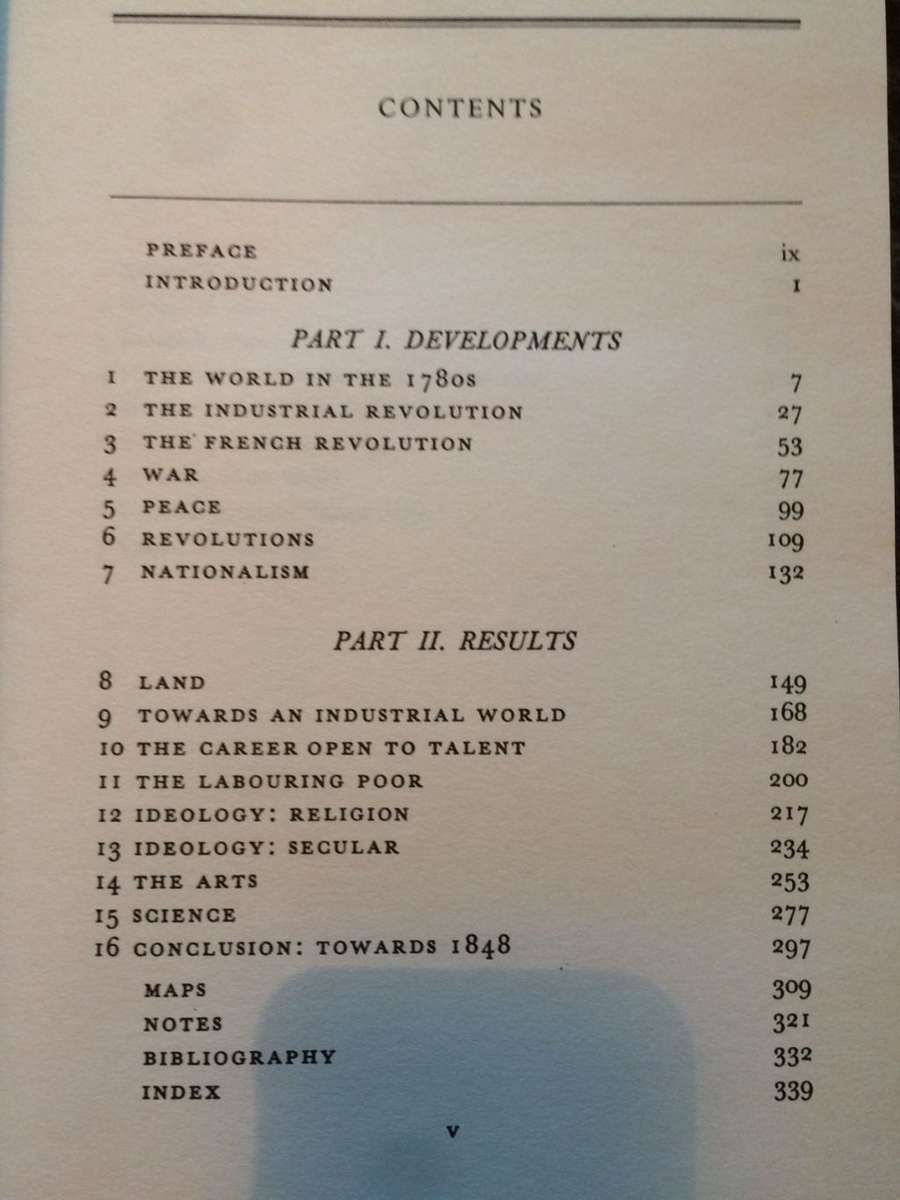 CONTENTS
PREFACE ix
INTRODUCTION 1
PART I. DEVELOPMENTS
1 THE WORLD IN THE 1780S 7
2 THE INDUSTRIAL REVOLUTION 27
3 THE FRENCH REVOLUTION 53
4 WAR 77
5 PEACE 99
6 REVOLUTIONS 109
7 NATIONALISM 132
PART II. RESULTS
8 LAND 149
9 TOWARDS AN INDUSTRIAL WORLD 168
10 THE CAREER OPEN TO TALENT 182
11 THE LABOURING POOR 200
12 IDEOLOGY: RELIGION 217
13 IDEOLOGY: SECULAR 234
14 THE ARTS 253
15 SCIENCE 277
16 CONCLUSION: TOWARDS 1848 297
MAPS 309
NOTES 321
BIBLIOGRAPHY 332
INDEX 339
v